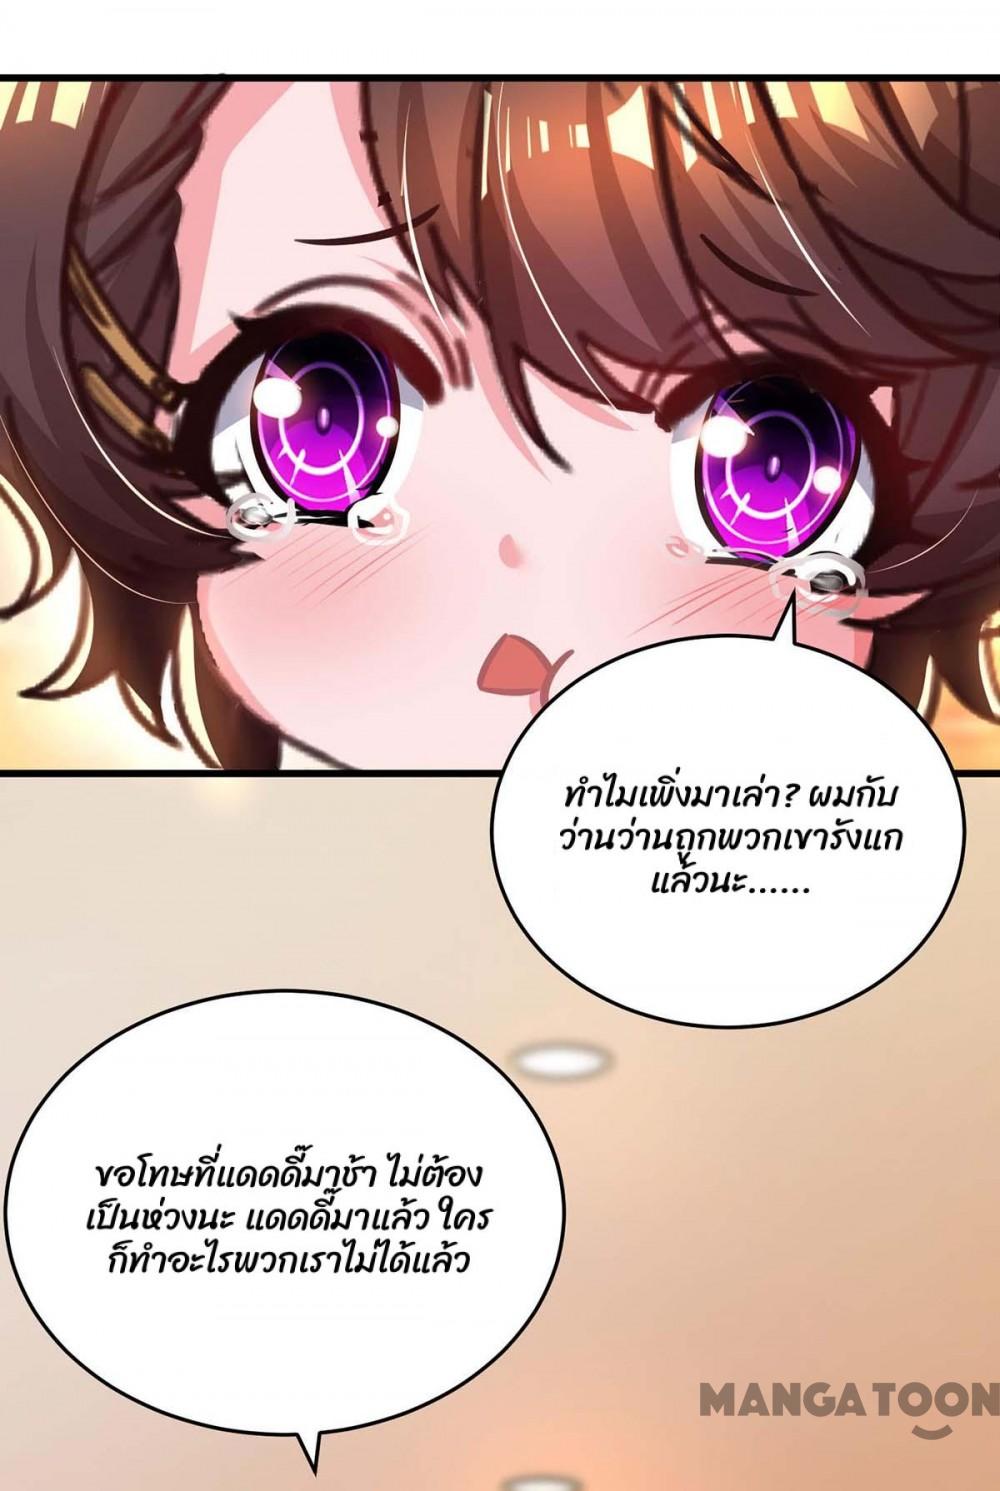 ทำไมเพิ่งมาเล่า? ผมกับ
ว่านว่านถูกพวกเขารังแก
แล้วนะ......
ขอโทษที่แดดดี๊มาช้า ไม่ต้อง
เป็นห่วงนะ แดดดี๊มาแล้ว ใคร
ก็ทำอะไรพวกเราไม่ได้แล้ว
MANGATOON